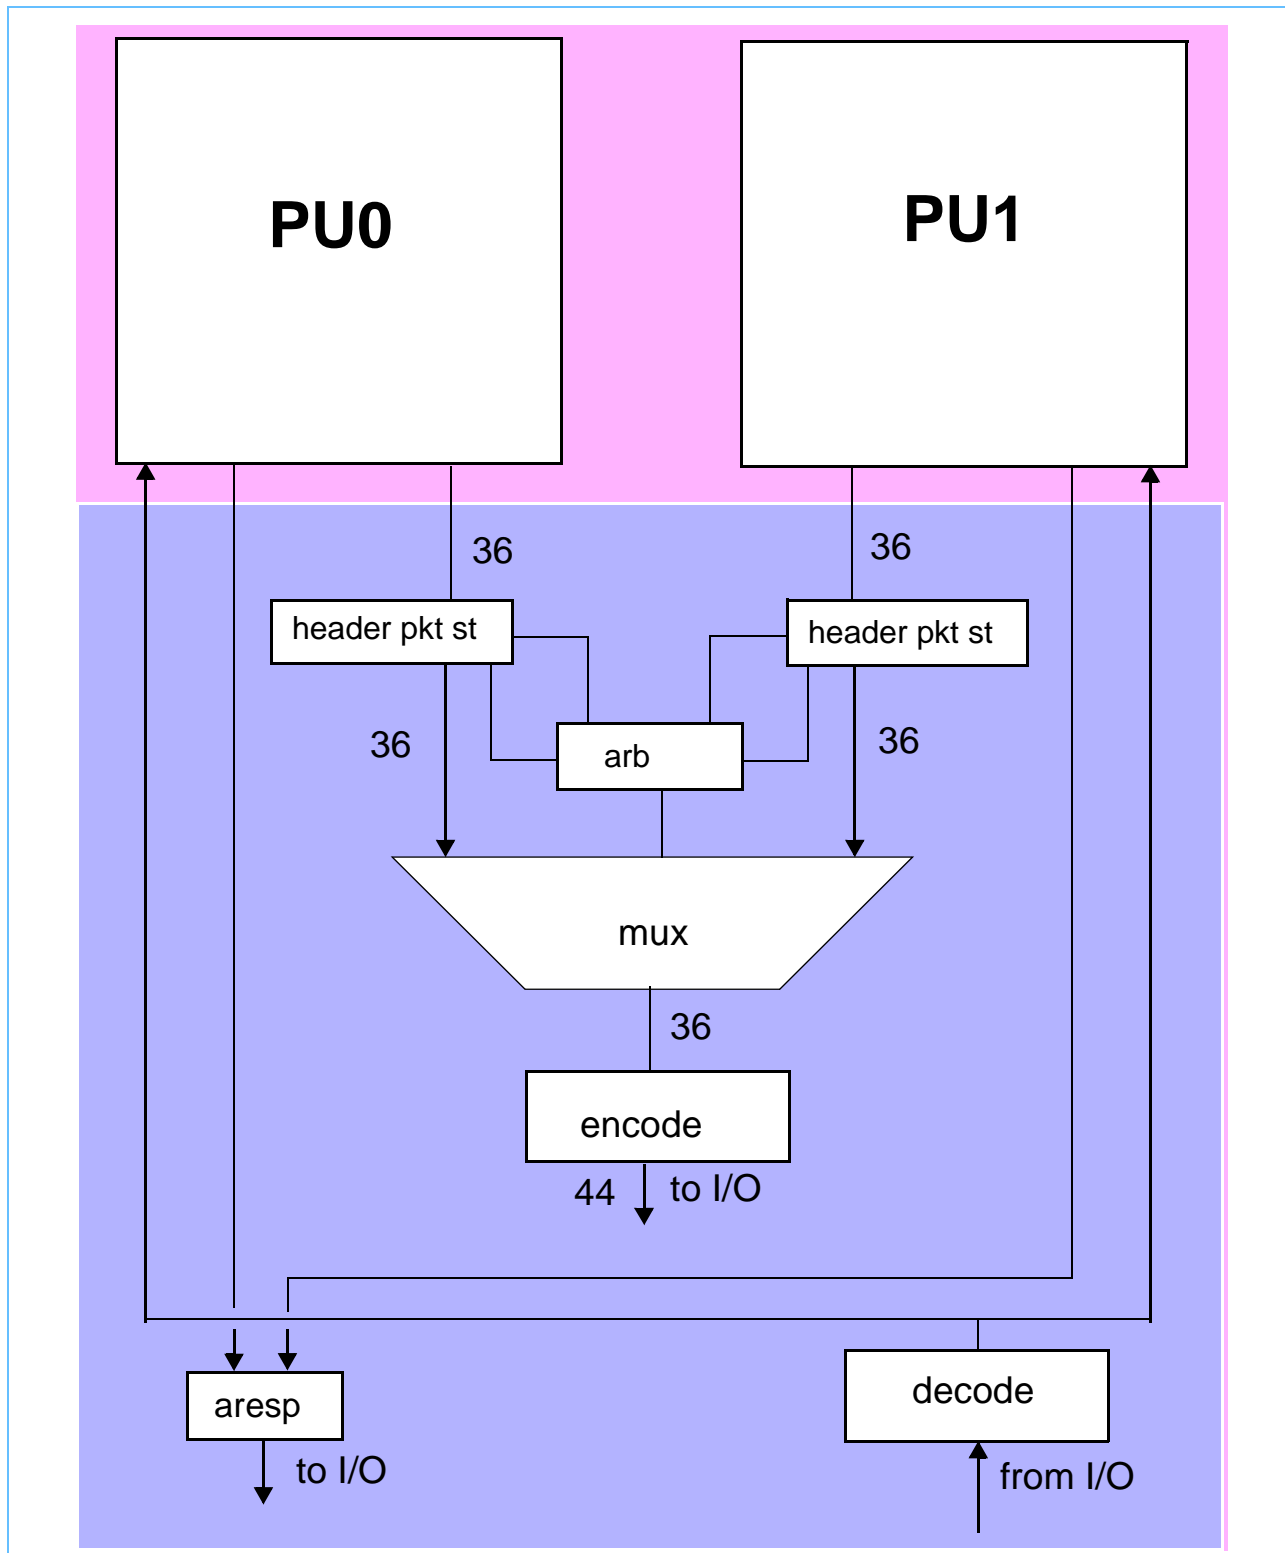 PU0
PU1
36
36
header pkt st
header pkt st
36
arb
36
mux
36
encode
44
to I/O
aresp
decode
to I/O
from I/O